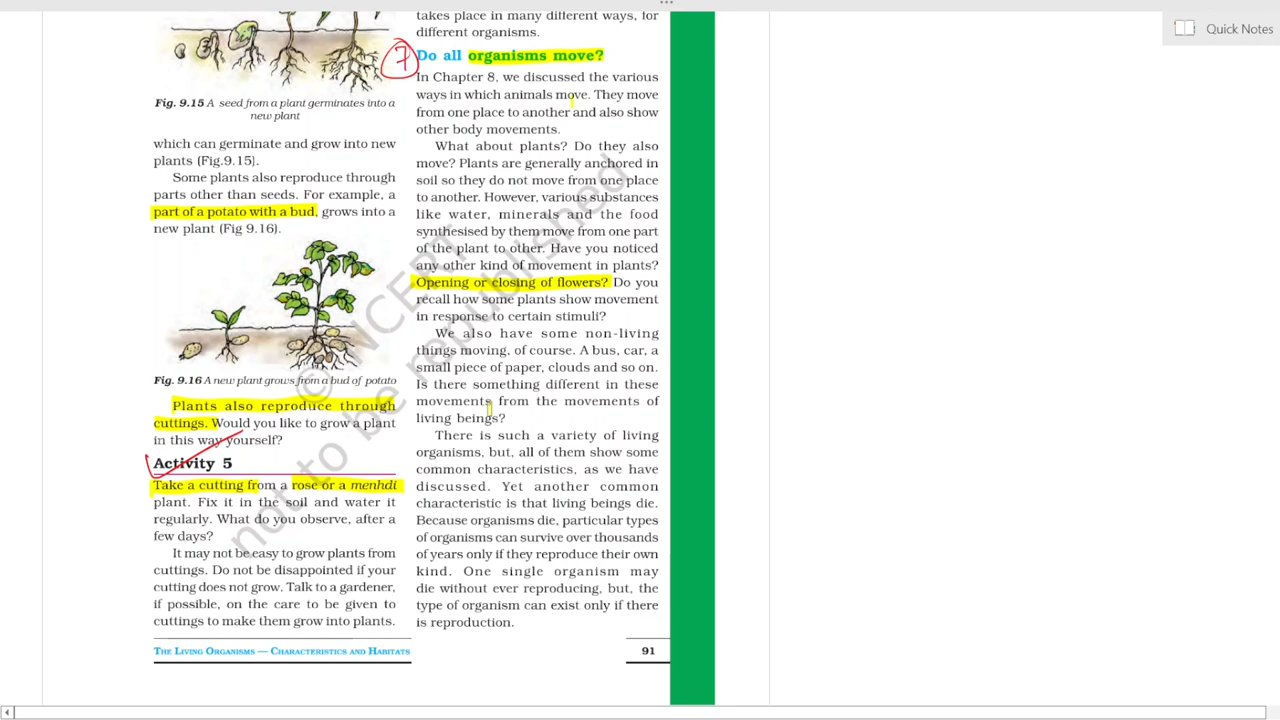 Quick Notes
Fig. 9.15 A seed from a plant germinates into a
new plant
which can germinate and grow into new
plants (Fig.9.15).
Some plants also reproduce through
parts other than seeds. For example, a
part of a potato with a bud, grows into a
new plant (Fig 9.16).
Fig. 9.16 A new plant grows from a bud of potato
Plants also reproduce through
cuttings. Would you like to grow a plant
in this way yourself?
Activity 5
Take a cutting from a rose or a menhdi
plant. Fix it in the soil and water it
regularly. What do you observe, after a
few days?
It may not be easy to grow plants from
cuttings. Do not be disappointed if your
cutting does not grow. Talk to a gardener,
if possible, on the care to be given to
cuttings to make them grow into plants.
takes place in many different ways, for
different organisms.
7
Do all organisms move?
In Chapter 8, we discussed the various
ways in which animals move. They move
from one place to another and also show
other body movements.
What about plants? Do they also
move? Plants are generally anchored in
soil so they do not move from one place
to another. However, various substances
like water, minerals and the food
synthesised by them move from one part
of the plant to other. Have you noticed
any other kind of movement in plants?
Opening or closing of flowers? Do you
recall how some plants show movement
in response to certain stimuli?
We also have some non-living
things moving, of course. A bus, car, a
small piece of paper, clouds and so on.
Is there something different in these
movements from the movements of
living beings?
There is such a variety of living
organisms, but, all of them show some
common characteristics, as we have
discussed. Yet another common
characteristic is that living beings die.
Because organisms die, particular types
of organisms can survive over thousands
of years only if they reproduce their own
kind. One single organism may
die without ever reproducing, but, the
type of organism can exist only if there
is reproduction.
© NCERT
not to be republished
The Living Organisms — Characteristics and Habitats
91